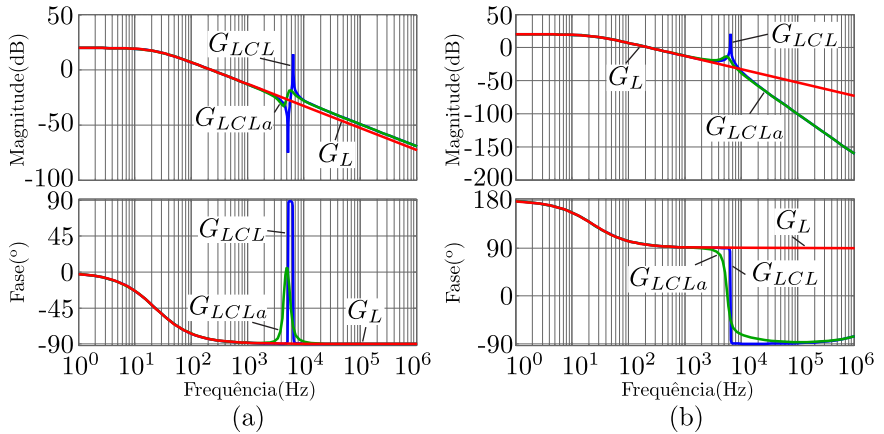 50
0
-50
-100
Magnitude(dB)
G_LCL
G_LCLa
G_L
90
45
0
-45
-90
Fase(º)
G_LCL
G_LCLa
G_L
10^0
10^1
10^2
10^3
10^4
10^5
10^6
Frequência(Hz)
(a)
50
0
-50
-100
-150
-200
Magnitude(dB)
G_LCL
G_L
G_LCLa
180
90
0
-90
Fase(º)
G_L
G_LCLa
G_LCL
10^0
10^1
10^2
10^3
10^4
10^5
10^6
Frequência(Hz)
(b)